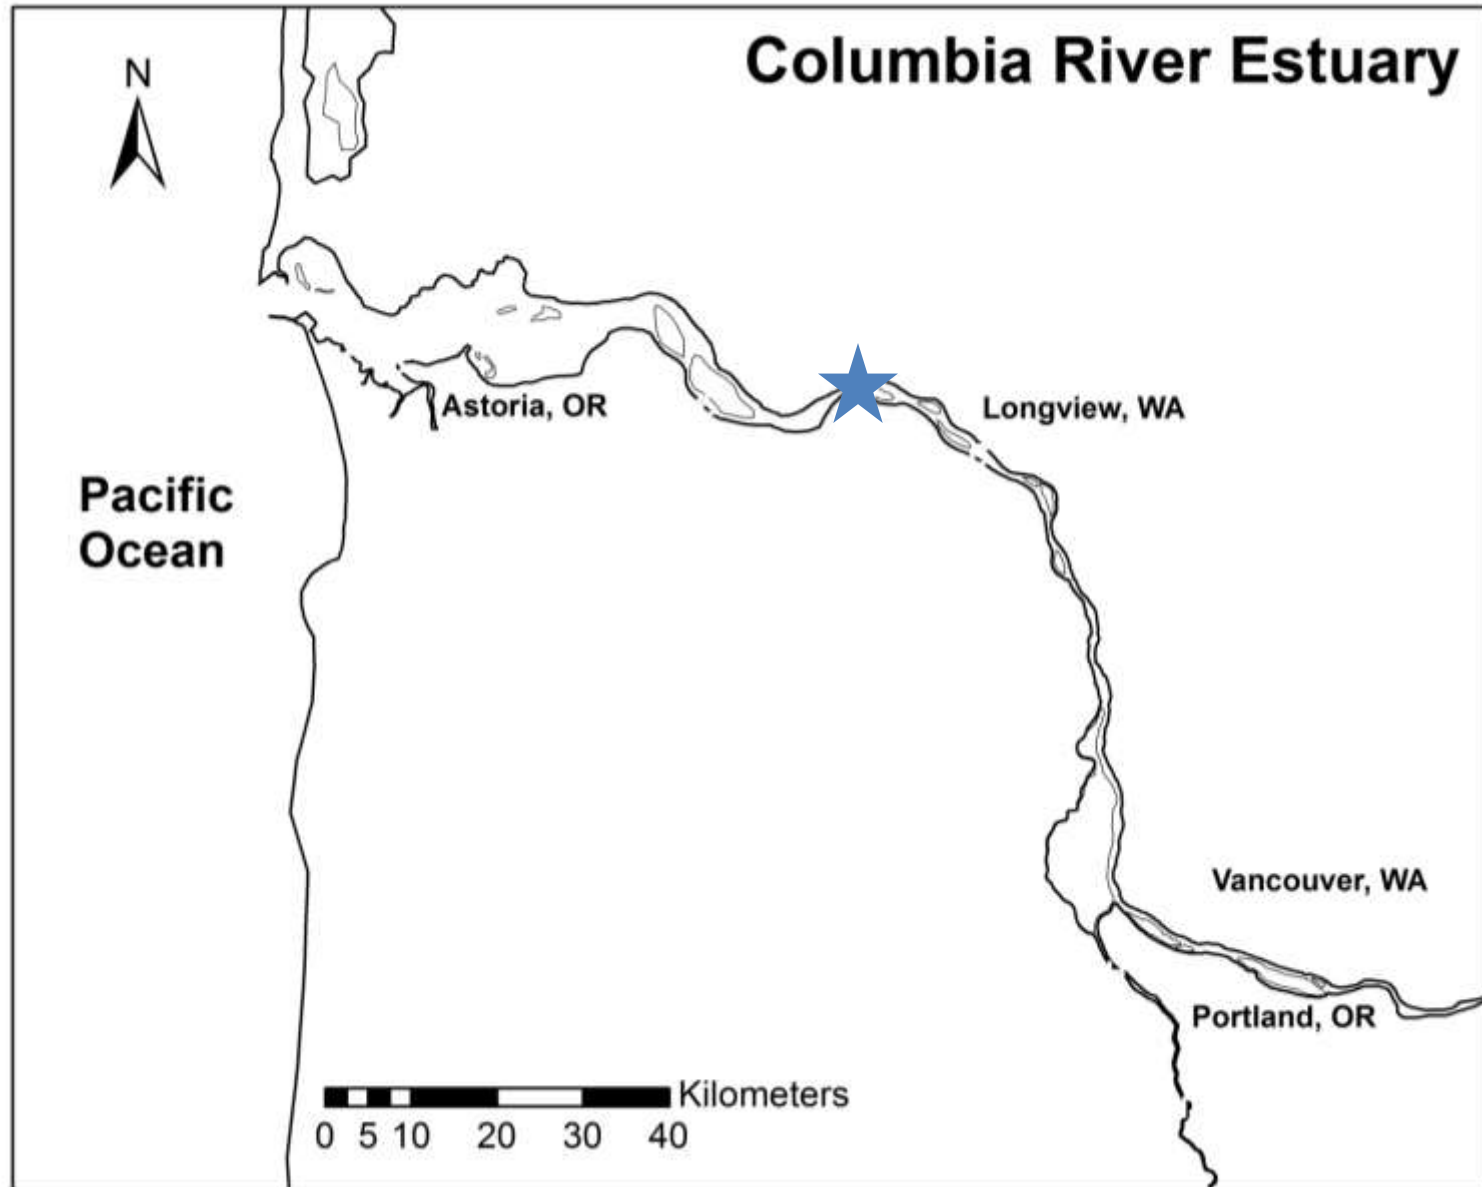 Columbia River Estuary
N
Astoria, OR
Longview, WA
Pacific
Ocean
Vancouver, WA
Portland, OR
Kilometers
0 5 10 20 30 40